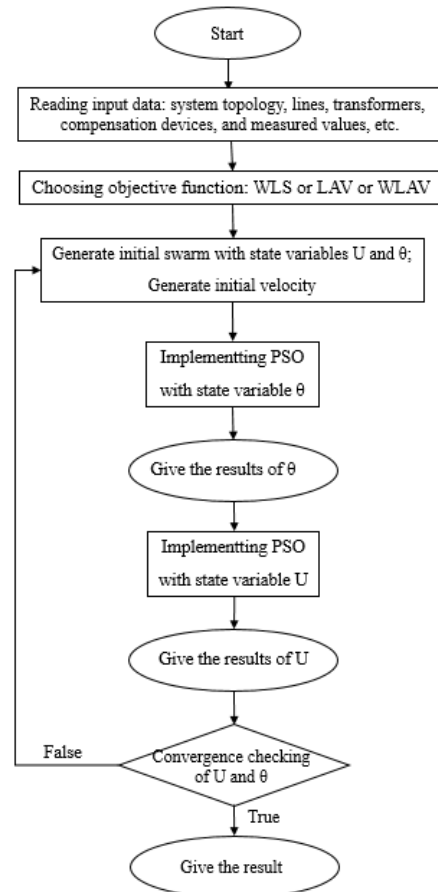 Start
Reading input data: system topology, lines, transformers,
compensation devices, and measured values, etc.
Choosing objective function: WLS or LAV or WLAV
Generate initial swarm with state variables U and θ;
Generate initial velocity
Implementting PSO
with state variable θ
Give the results of θ
Implementting PSO
with state variable U
Give the results of U
False
Convergence checking
of U and θ
True
Give the result